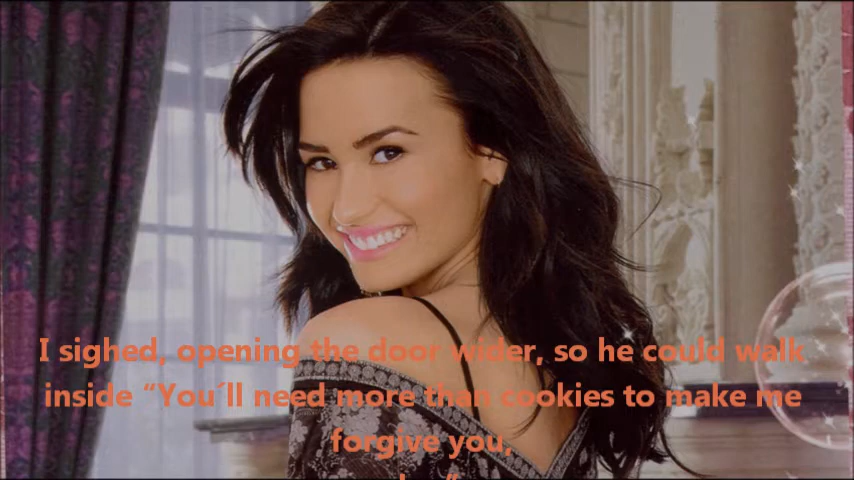 I sighed, opening the door wider, so he could walk
inside “You´ll need more than cookies to make me
forgive you,